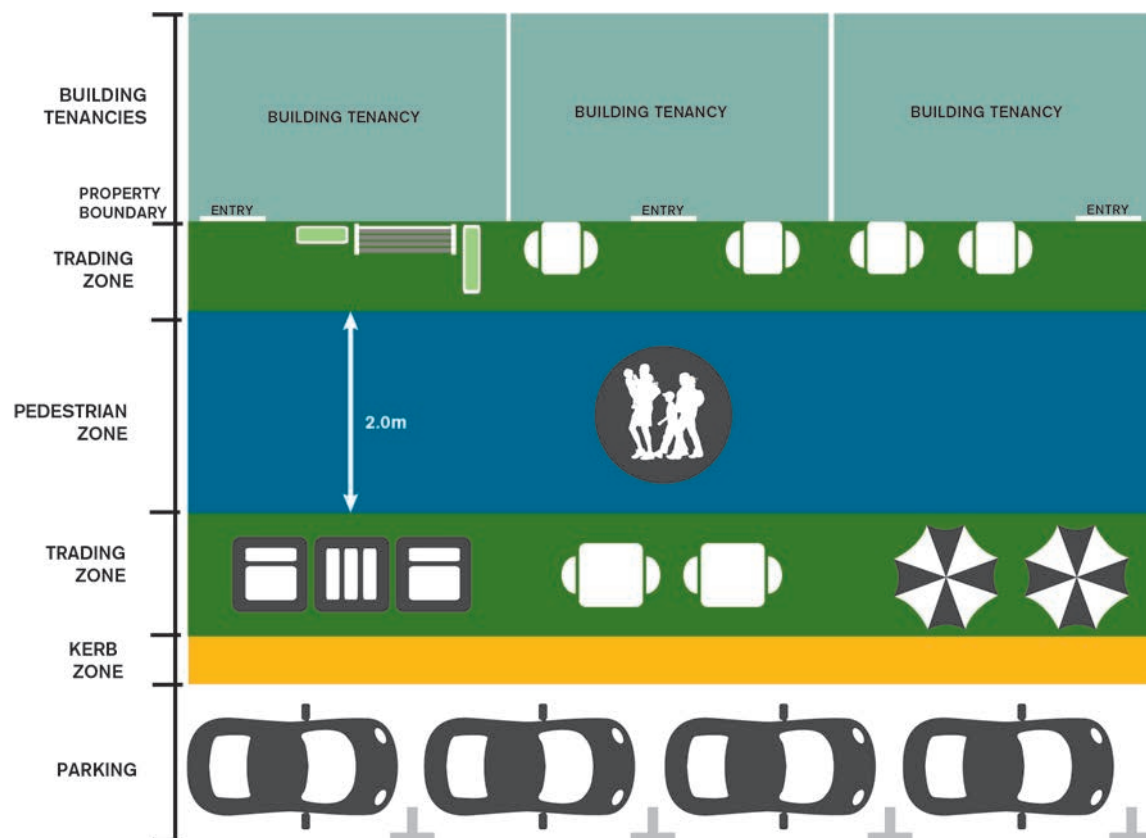 BUILDING
TENANCIES
BUILDING TENANCY
BUILDING TENANCY
BUILDING TENANCY
PROPERTY
BOUNDARY
ENTRY
ENTRY
ENTRY
TRADING
ZONE
PEDESTRIAN
ZONE
2.0m
TRADING
ZONE
KERB
ZONE
PARKING